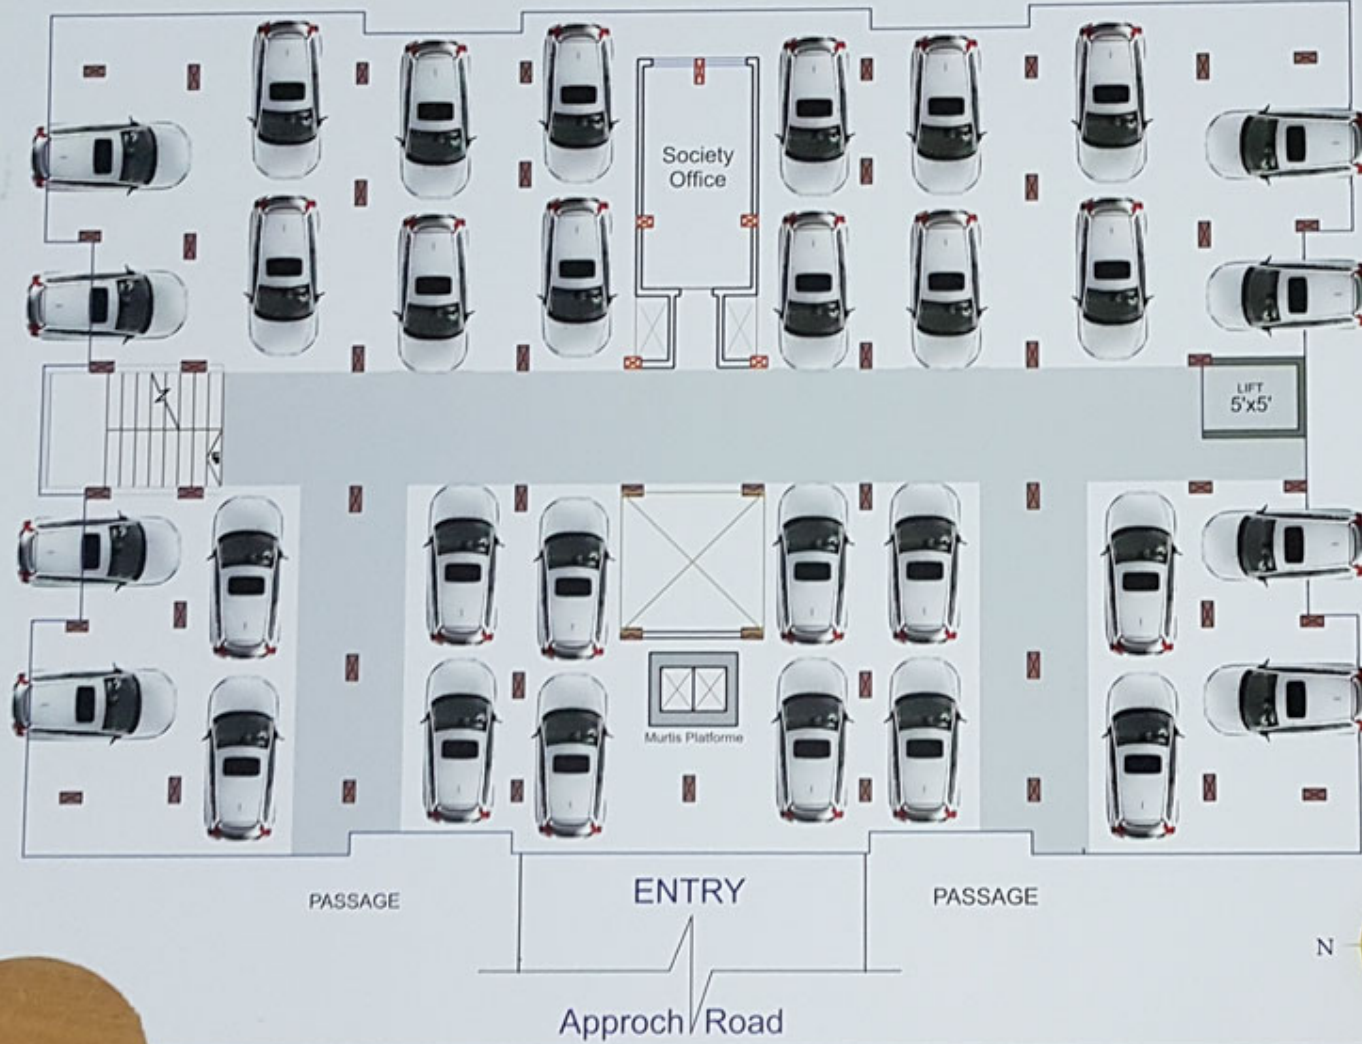 Society
Office
LIFT
5'x5'
Murtis Platforme
ENTRY
PASSAGE
PASSAGE
N
Approch Road